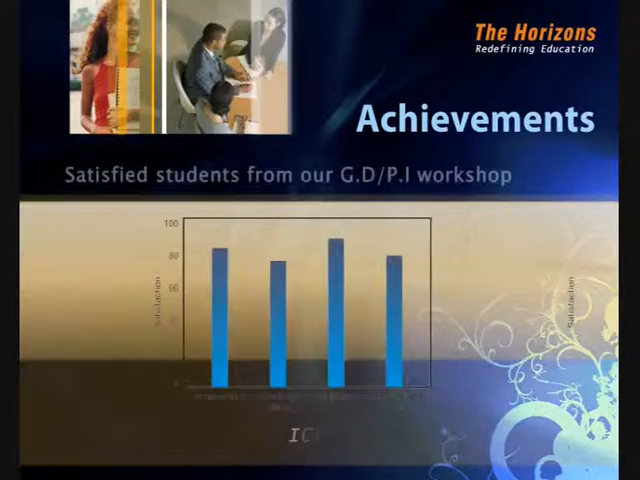 The Horizons
Redefining Education
Achievements
Satisfied students from our G.D/P.I workshop
100
80
60
Satisfaction
Satisfaction